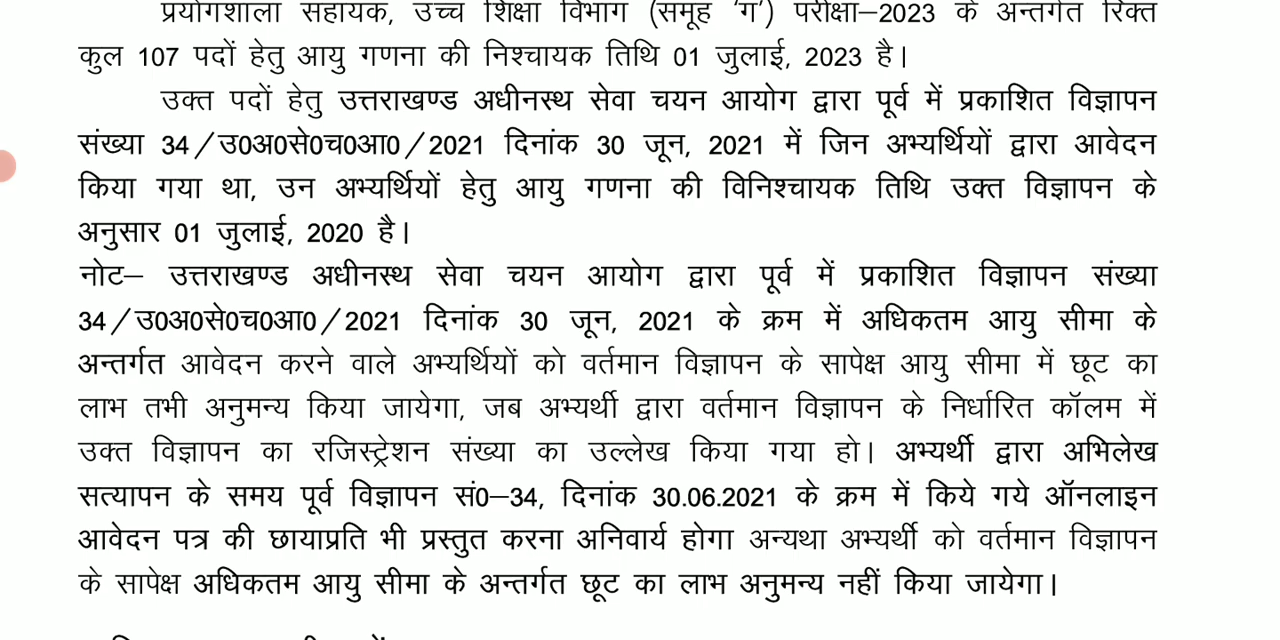 प्रयोगशाला सहायक, उच्च शिक्षा विभाग (समूह 'ग') परीक्षा–2023 के अन्तर्गत रिक्त
कुल 107 पदों हेतु आयु गणना की निश्चायक तिथि 01 जुलाई, 2023 है।
उक्त पदों हेतु उत्तराखण्ड अधीनस्थ सेवा चयन आयोग द्वारा पूर्व में प्रकाशित विज्ञापन
संख्या 34/उ0अ0से0च0आ0/2021 दिनांक 30 जून, 2021 में जिन अभ्यर्थियों द्वारा आवेदन
किया गया था, उन अभ्यर्थियों हेतु आयु गणना की विनिश्चायक तिथि उक्त विज्ञापन के
अनुसार 01 जुलाई, 2020 है।
नोट– उत्तराखण्ड अधीनस्थ सेवा चयन आयोग द्वारा पूर्व में प्रकाशित विज्ञापन संख्या
34/उ0अ0से0च0आ0/2021 दिनांक 30 जून, 2021 के क्रम में अधिकतम आयु सीमा के
अन्तर्गत आवेदन करने वाले अभ्यर्थियों को वर्तमान विज्ञापन के सापेक्ष आयु सीमा में छूट का
लाभ तभी अनुमन्य किया जायेगा, जब अभ्यर्थी द्वारा वर्तमान विज्ञापन के निर्धारित कॉलम में
उक्त विज्ञापन का रजिस्ट्रेशन संख्या का उल्लेख किया गया हो। अभ्यर्थी द्वारा अभिलेख
सत्यापन के समय पूर्व विज्ञापन सं0–34, दिनांक 30.06.2021 के क्रम में किये गये ऑनलाइन
आवेदन पत्र की छायाप्रति भी प्रस्तुत करना अनिवार्य होगा अन्यथा अभ्यर्थी को वर्तमान विज्ञापन
के सापेक्ष अधिकतम आयु सीमा के अन्तर्गत छूट का लाभ अनुमन्य नहीं किया जायेगा।